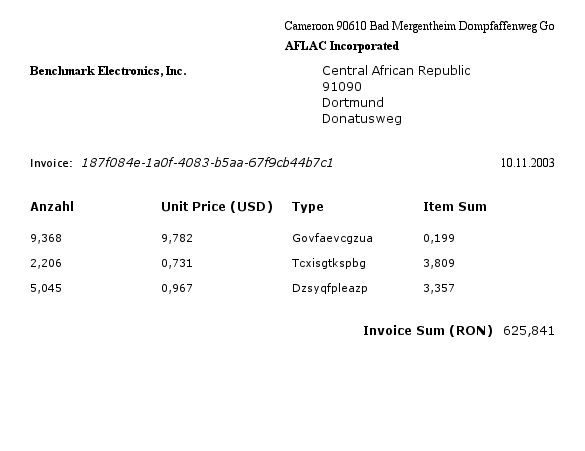 Cameroon 90610 Bad Mergentheim Dompfaffenweg Go
AFLAC Incorporated
Benchmark Electronics, Inc.
Central African Republic
91090
Dortmund
Donatusweg
Invoice: 187f084e-1a0f-4083-b5aa-67f9cb44b7c1 10.11.2003
Anzahl Unit Price (USD) Type Item Sum
9,368 9,782 Govfaevcgzua 0,199
2,206 0,731 Tcxisgtkspbg 3,809
5,045 0,967 Dzsyqfpleazp 3,357
Invoice Sum (RON) 625,841